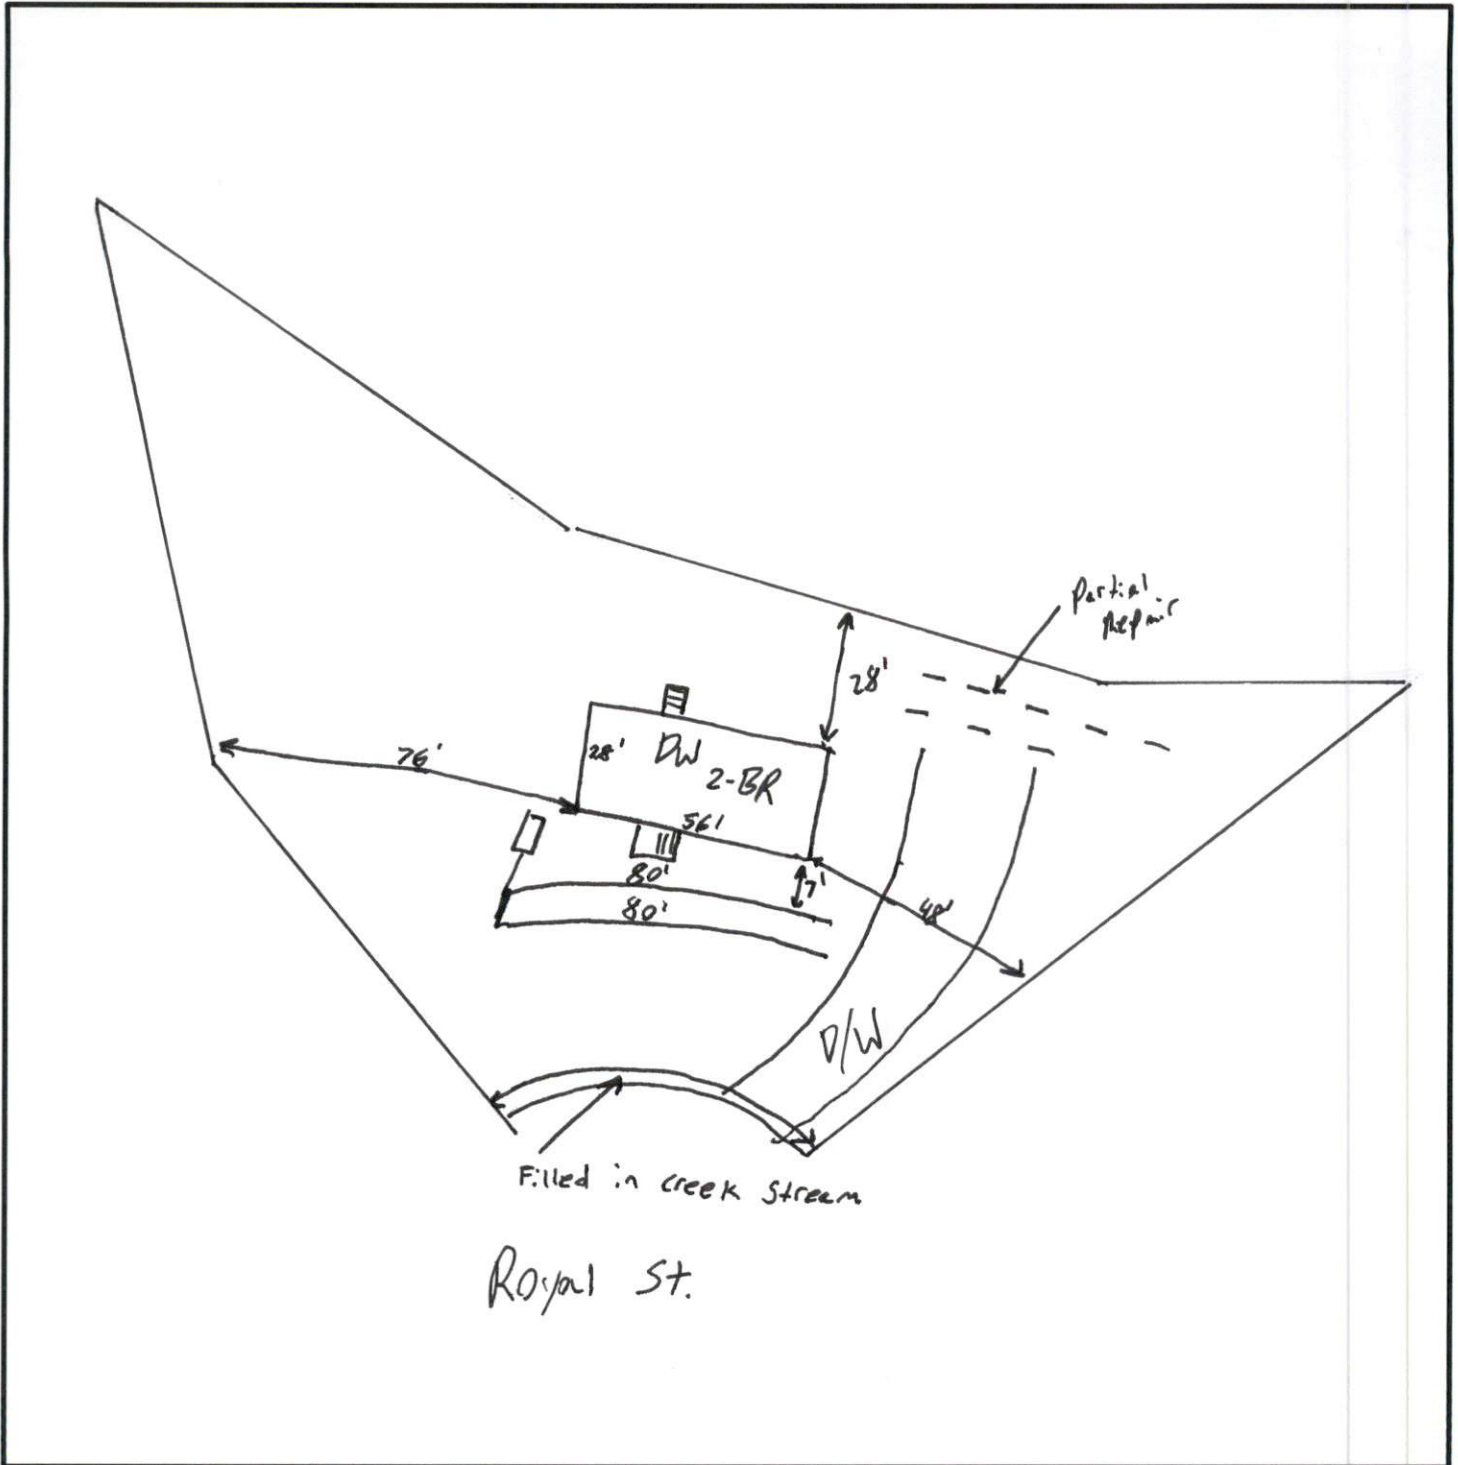 Partial
Repair
28'
76'
28'
DW
2-BR
56'
80'
7'
80'
48'
D/W
Filled in creek stream
Royal St.